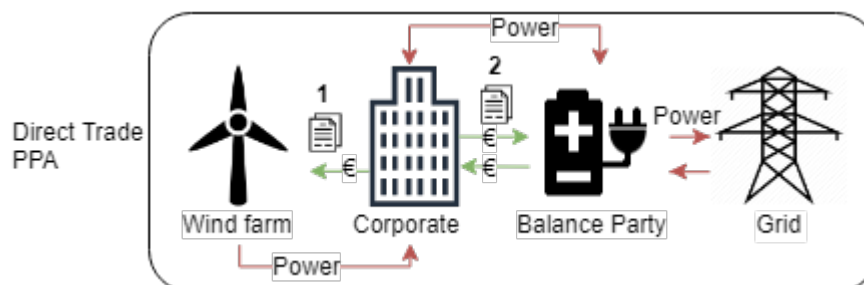 Power
1
2
Direct Trade
PPA
€
€
€
Power
Wind farm
Corporate
Balance Party
Grid
Power